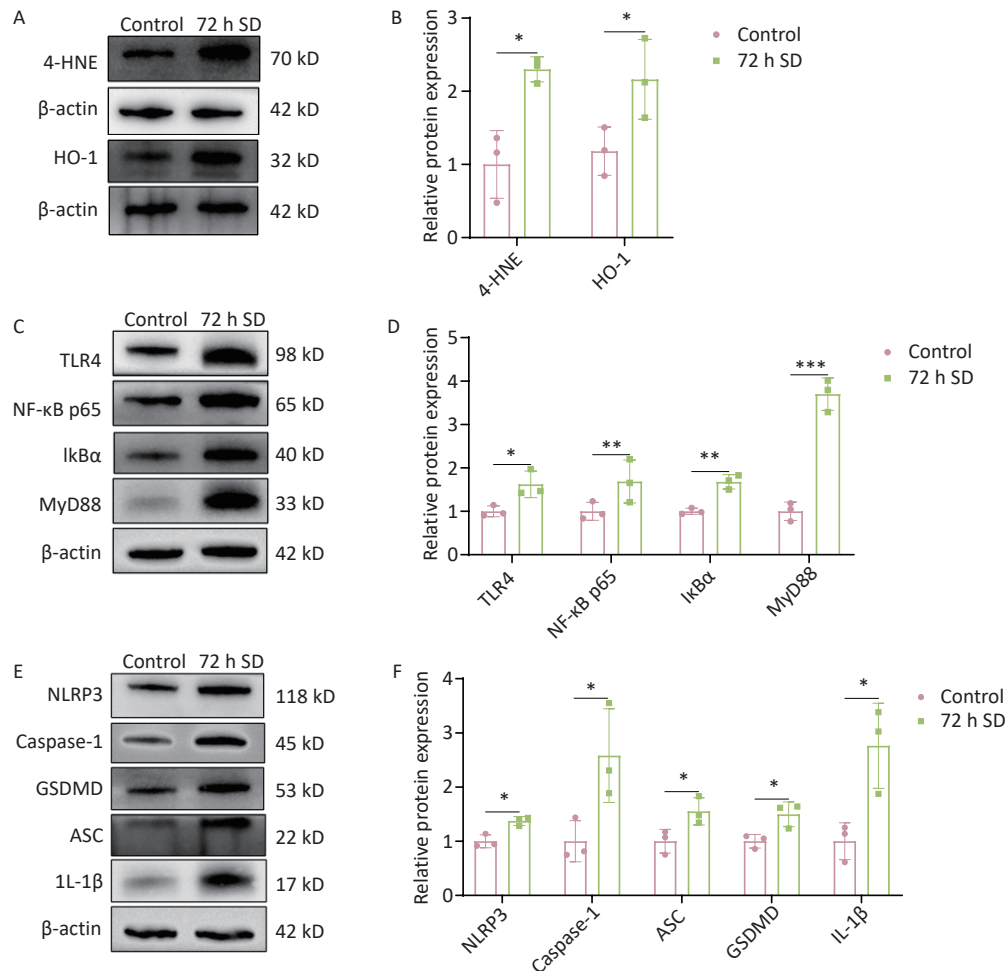 A
Control 72 h SD
4-HNE 70 kD
β-actin 42 kD
HO-1 32 kD
β-actin 42 kD
B
Relative protein expression
3
2
1
0
* *
4-HNE HO-1
Control
72 h SD
C
Control 72 h SD
TLR4 98 kD
NF-κB p65 65 kD
IkBα 40 kD
MyD88 33 kD
β-actin 42 kD
D
Relative protein expression
5
4
3
2
1
0
* ** ** ***
TLR4 NF-κB p65 IκBα MyD88
Control
72 h SD
E
Control 72 h SD
NLRP3 118 kD
Caspase-1 45 kD
GSDMD 53 kD
ASC 22 kD
1L-1β 17 kD
β-actin 42 kD
F
Relative protein expression
4
3
2
1
0
* * * * *
NLRP3 Caspase-1 ASC GSDMD IL-1β
Control
72 h SD